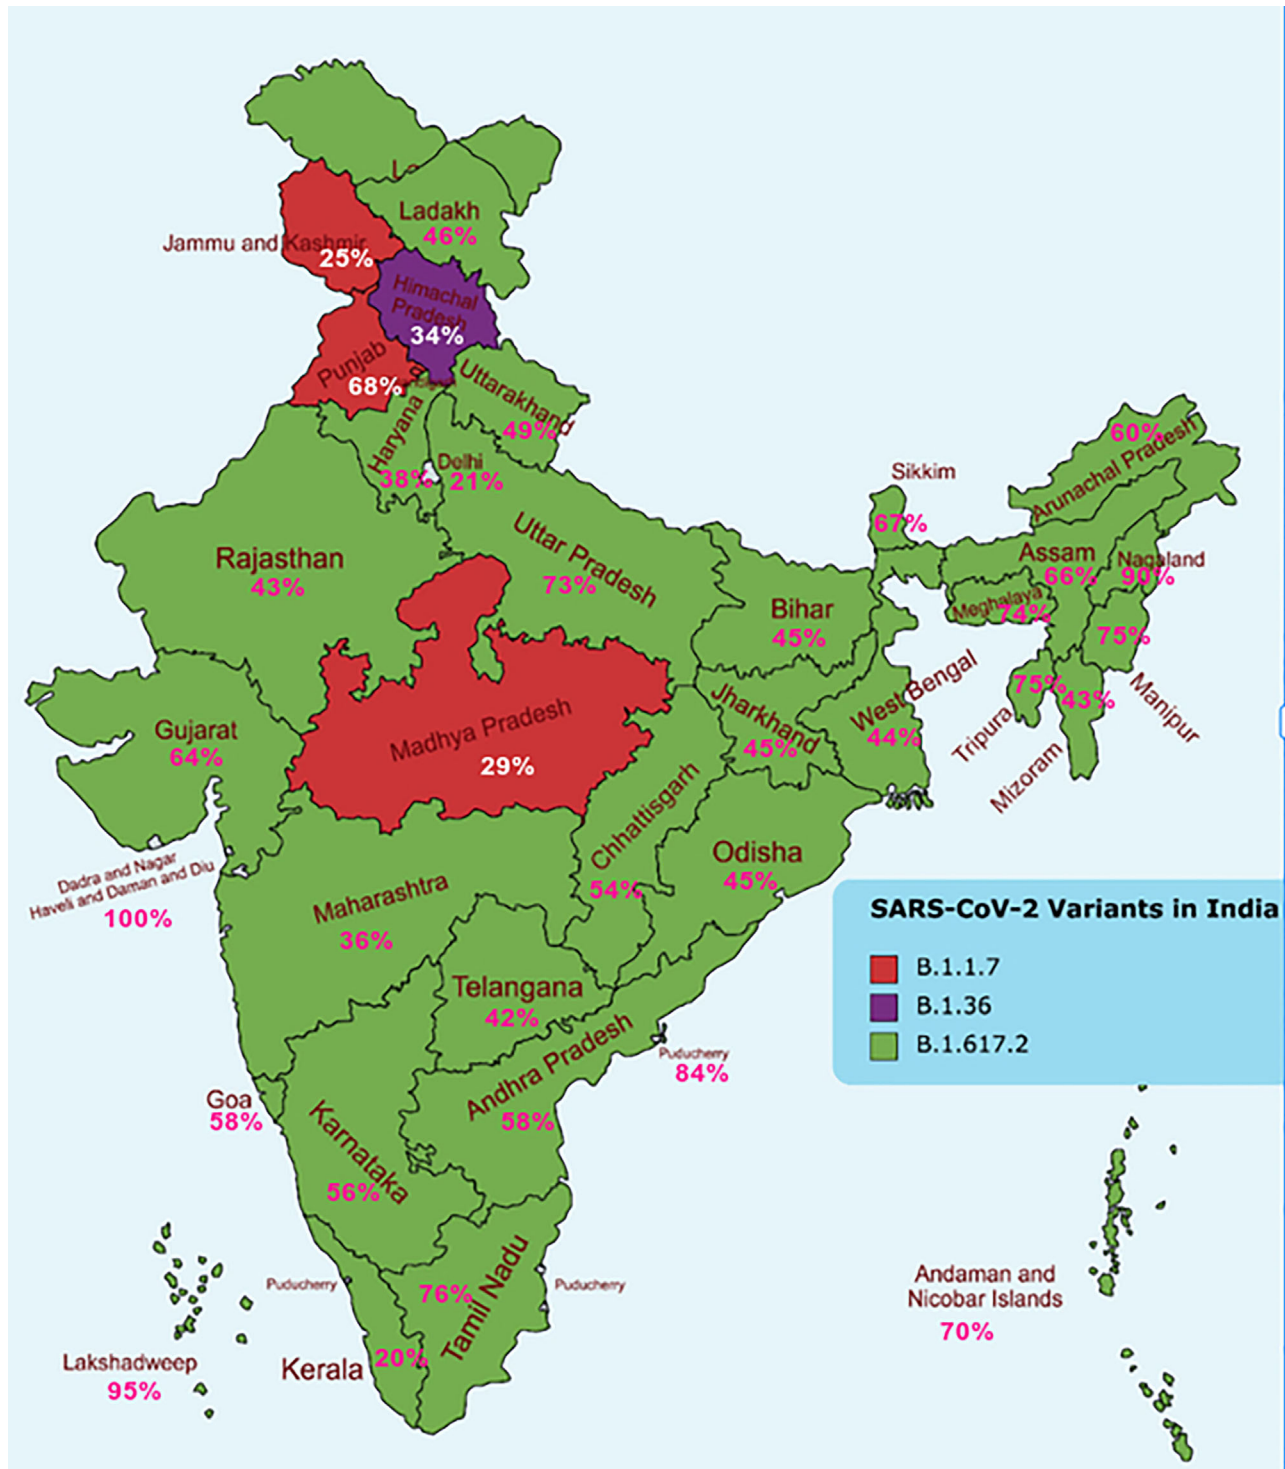 Ladakh
46%
Jammu and Kashmir
25%
Himachal
Pradesh
34%
Punjab
68%
Uttarakhand
49%
Haryana
38%
Delhi
21%
Sikkim
67%
60%
Arunachal Pradesh
Rajasthan
43%
Uttar Pradesh
73%
Bihar
45%
Assam
66%
Nagaland
90%
Meghalaya
74%
75%
Manipur
75%
Tripura
43%
Mizoram
Gujarat
64%
Madhya Pradesh
29%
Jharkhand
45%
West Bengal
44%
Chhattisgarh
54%
Odisha
45%
Dadra and Nagar
Haveli and Daman and Diu
100%
Maharashtra
36%
SARS-CoV-2 Variants in India
B.1.1.7
B.1.36
B.1.617.2
Telangana
42%
Andhra Pradesh
58%
Puducherry
84%
Goa
58%
Karnataka
56%
Puducherry
76%
Tamil Nadu
Puducherry
Andaman and
Nicobar Islands
70%
Lakshadweep
95%
Kerala
20%